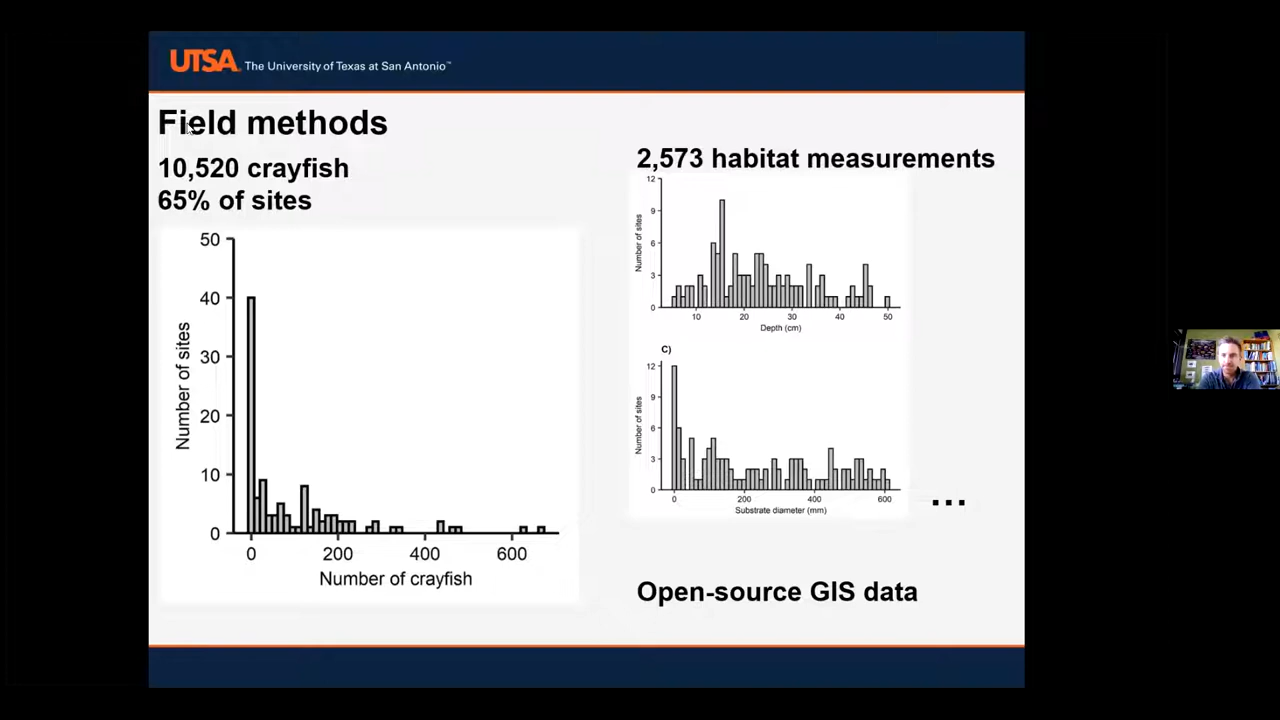 UTSA The University of Texas at San Antonio™
Field methods
10,520 crayfish
65% of sites
50
40
30
20
10
0
Number of sites
0 200 400 600
Number of crayfish
2,573 habitat measurements
12
9
6
3
0
Number of sites
10 20 30 40 50
Depth (cm)
C)
12
9
6
3
0
Number of sites
0 200 400 600
Substrate diameter (mm)
...
Open-source GIS data